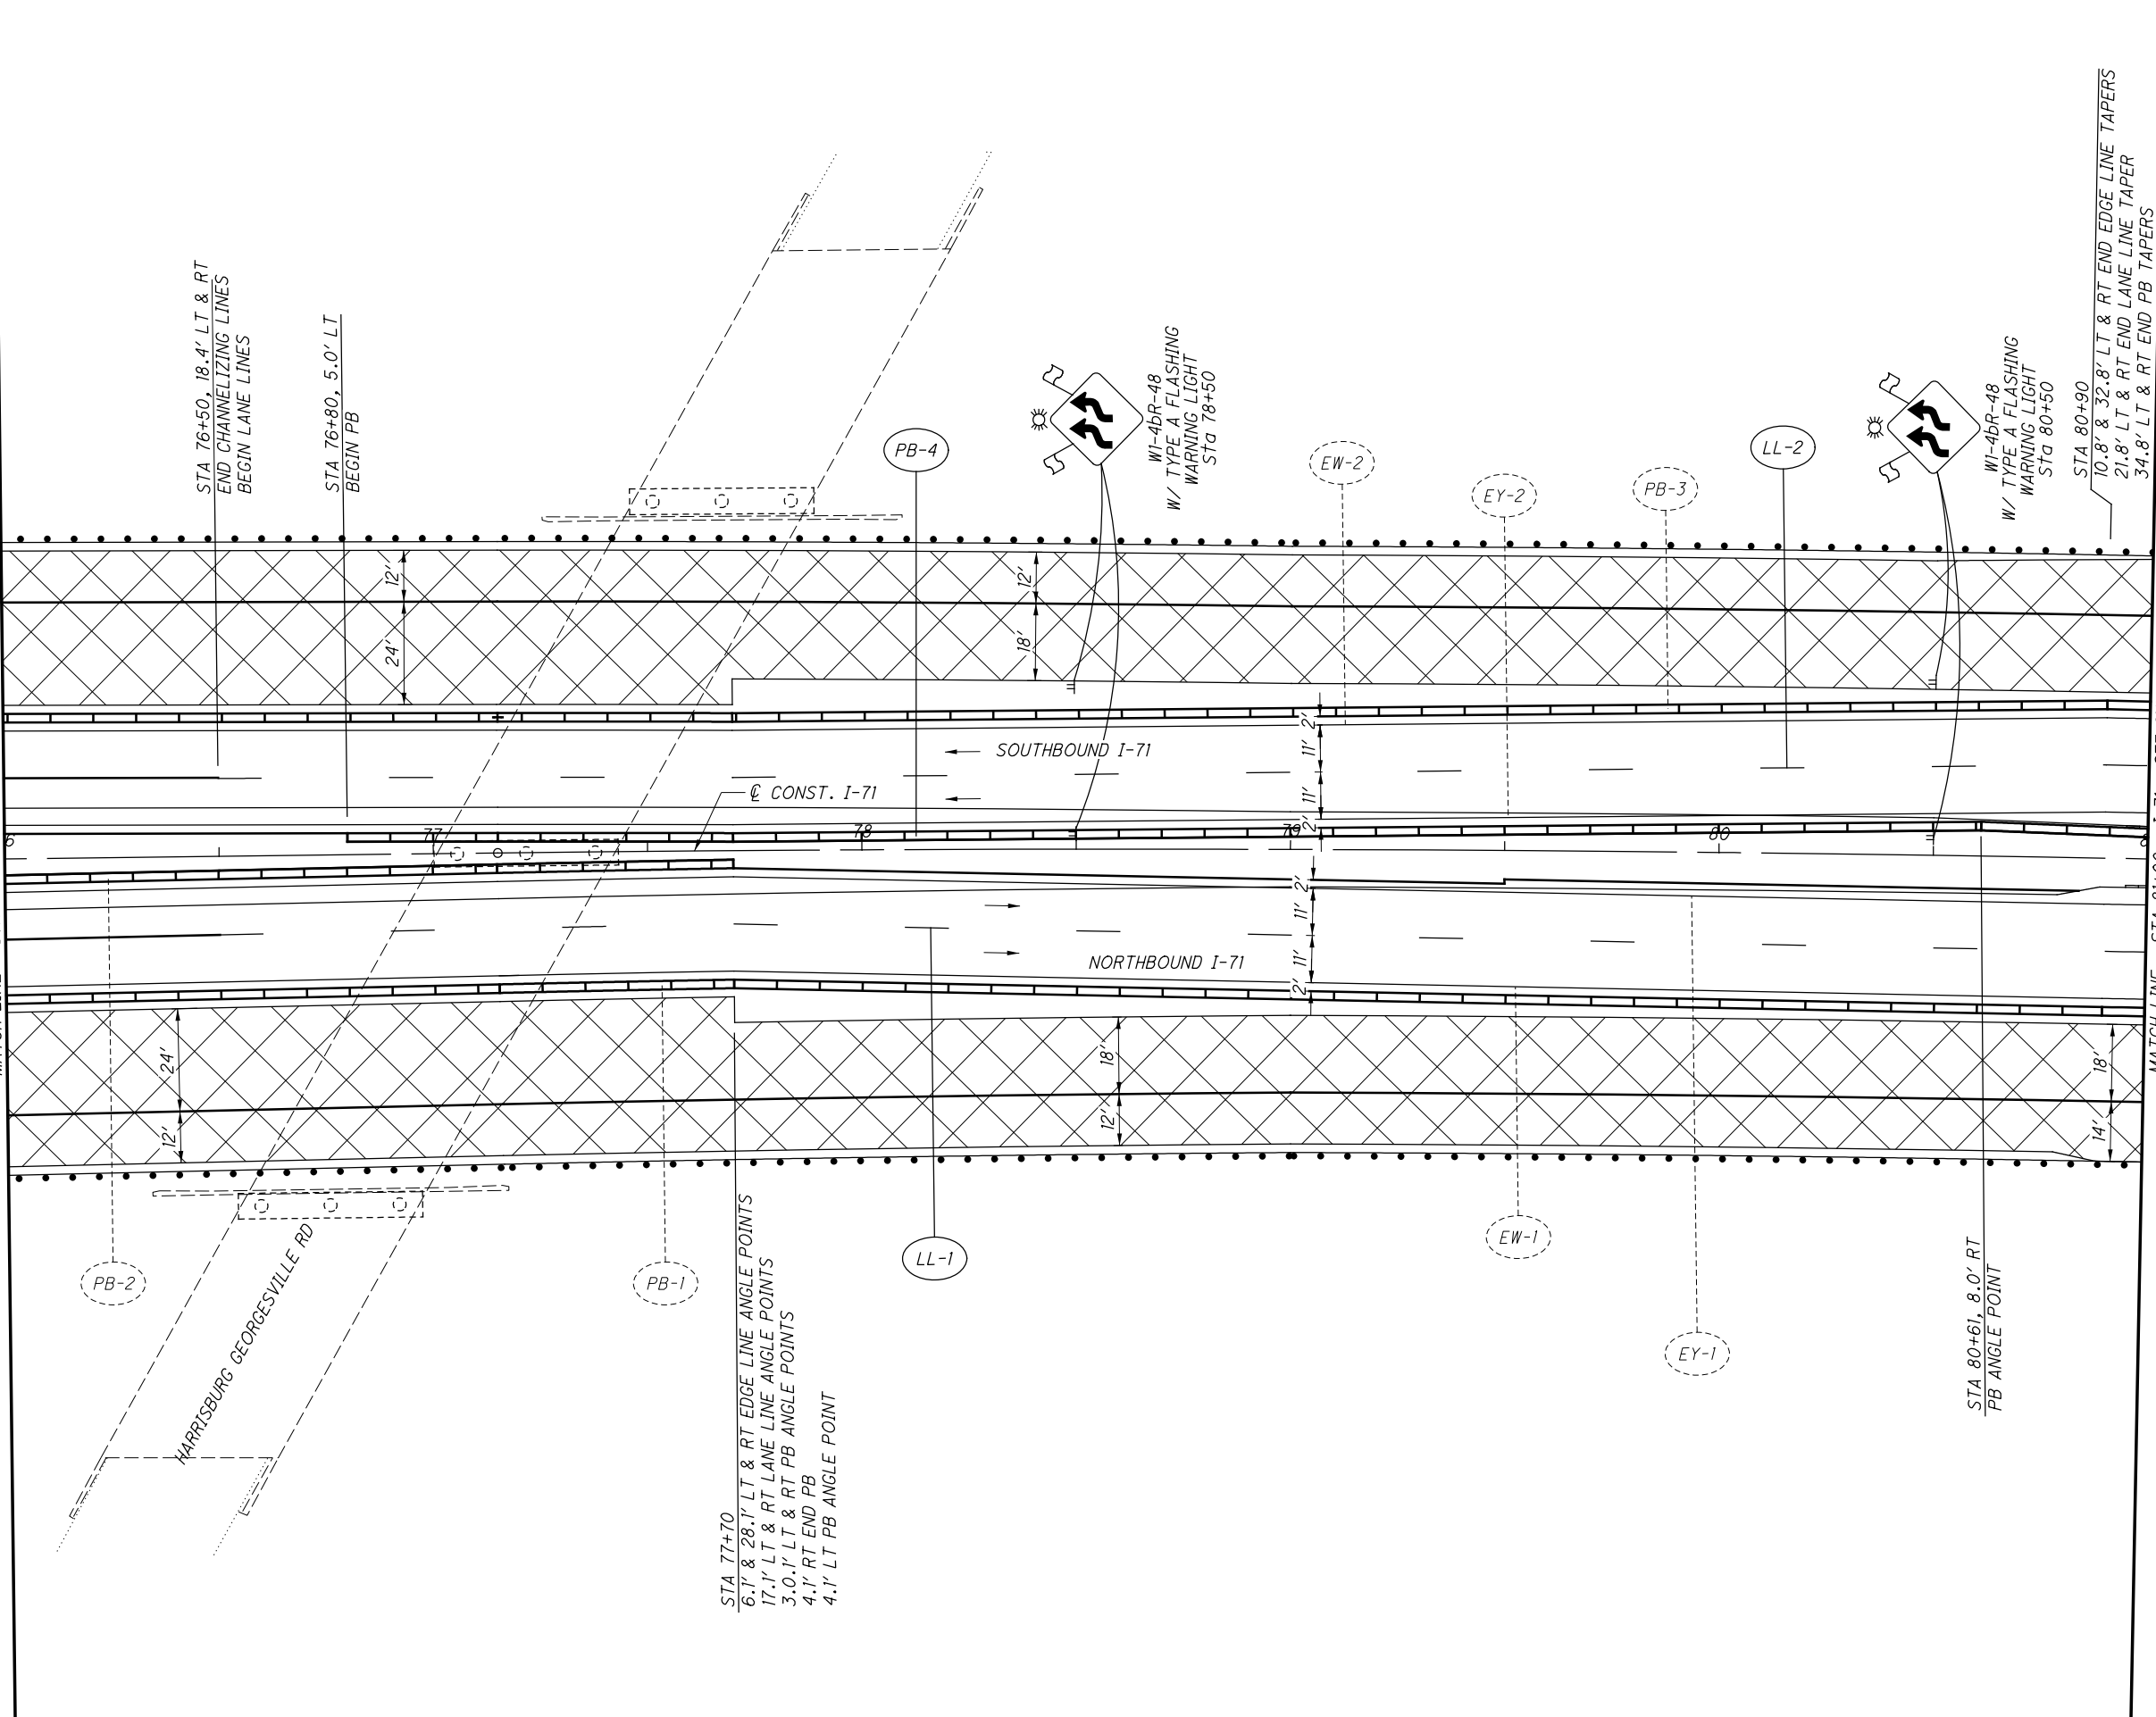 STA 76+50, 18.4' LT & RT
END CHANNELIZING LINES
BEGIN LANE LINES
STA 76+80, 5.0' LT
BEGIN PB
PB-4
W1-4bR-48
W/ TYPE A FLASHING
WARNING LIGHT
Sta 78+50
EW-2
EY-2
PB-3
LL-2
W1-4bR-48
W/ TYPE A FLASHING
WARNING LIGHT
Sta 80+50
STA 80+90
10.8' & 32.8' LT & RT END EDGE LINE TAPERS
21.8' LT & RT END LANE LINE TAPER
34.8' LT & RT END PB TAPERS
12'
24'
12'
18'
2'
11'
11'
2'
SOUTHBOUND I-71
℄ CONST. I-71
6
77
78
79
80
2'
11'
11'
2'
NORTHBOUND I-71
24'
12'
18'
12'
18'
14'
MATCH LINE
PB-2
HARRISBURG GEORGESVILLE RD
PB-1
STA 77+70
6.1' & 28.1' LT & RT EDGE LINE ANGLE POINTS
17.1' LT & RT LANE LINE ANGLE POINTS
3.0.1' LT & RT PB ANGLE POINTS
4.1' RT END PB
4.1' LT PB ANGLE POINT
LL-1
EW-1
EY-1
STA 80+61, 8.0' RT
PB ANGLE POINT